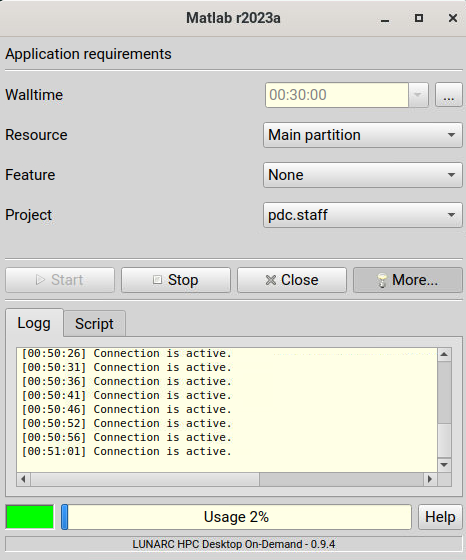 Matlab r2023a
Application requirements
Walltime 00:30:00 ...
Resource Main partition
Feature None
Project pdc.staff
Start Stop Close More...
Logg Script
[00:50:26] Connection is active.
[00:50:31] Connection is active.
[00:50:36] Connection is active.
[00:50:41] Connection is active.
[00:50:46] Connection is active.
[00:50:52] Connection is active.
[00:50:56] Connection is active.
[00:51:01] Connection is active.
Usage 2% Help
LUNARC HPC Desktop On-Demand - 0.9.4